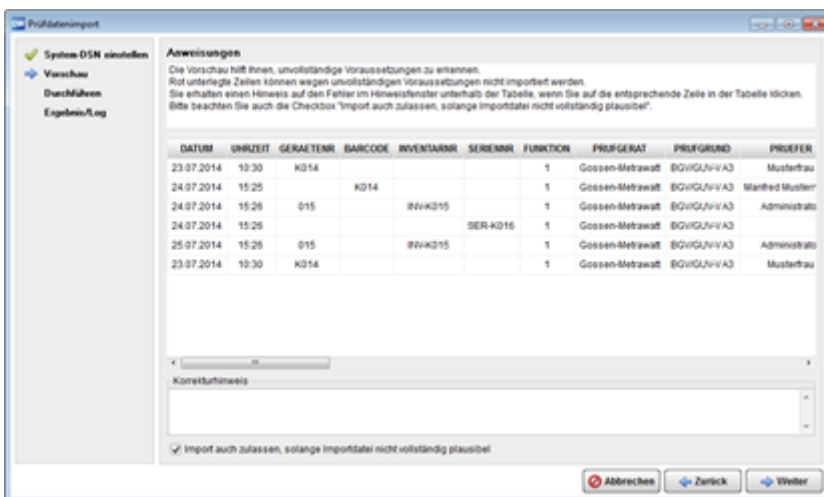 Prüfdatenimport
System-DSN einstellen
Vorschau
Durchführen
Ergebnis/Log
Anweisungen
Die Vorschau hilft Ihnen, unvollständige Voraussetzungen zu erkennen.
Rot unterlegte Zeilen können wegen unvollständigen Voraussetzungen nicht importiert werden.
Sie erhalten einen Hinweis auf den Fehler im Hinweisfenster unterhalb der Tabelle, wenn Sie auf die entsprechende Zeile in der Tabelle klicken.
Bitte beachten Sie auch die Checkbox "Import auch zulassen, solange Importdatei nicht vollständig plausibel".
DATUM UHRZEIT GERAETENR BARCODE INVENTARNR SERIENNR FUNKTION PRUFGERAT PRUFGRUND PRUEFER
23.07.2014 10:30 K014 1 Gossen-Metrawatt BGV/GUV-VA3 Musterfrau
24.07.2014 15:25 K014 1 Gossen-Metrawatt BGV/GUV-VA3 Manfred Musterm
24.07.2014 15:26 015 INV-K015 1 Gossen-Metrawatt BGV/GUV-VA3 Administrato
24.07.2014 15:26 SER-K016 1 Gossen-Metrawatt BGV/GUV-VA3
25.07.2014 15:26 015 INV-K015 1 Gossen-Metrawatt BGV/GUV-VA3 Administrato
23.07.2014 10:30 K014 1 Gossen-Metrawatt BGV/GUV-VA3 Musterfrau
Korrekturhinweis
Import auch zulassen, solange Importdatei nicht vollständig plausibel
Abbrechen Zurück Weiter